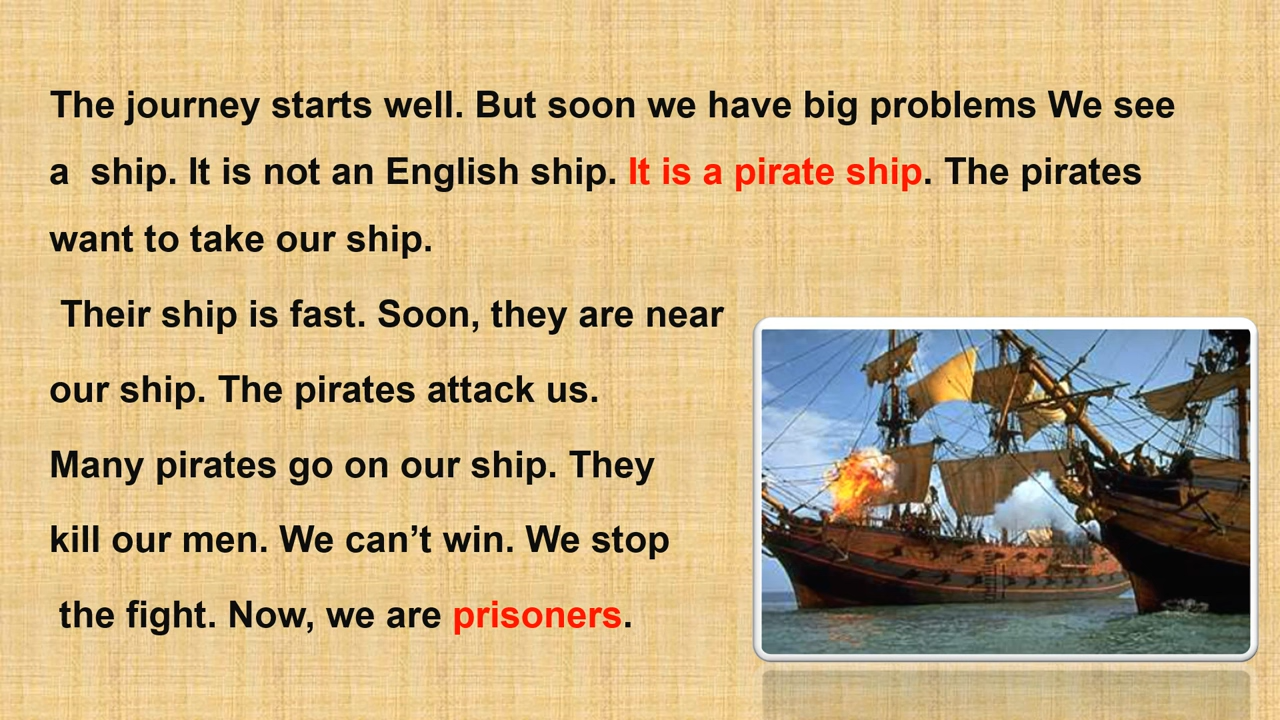 The journey starts well. But soon we have big problems We see
a  ship. It is not an English ship. It is a pirate ship. The pirates
want to take our ship.
Their ship is fast. Soon, they are near
our ship. The pirates attack us.
Many pirates go on our ship. They
kill our men. We can’t win. We stop
the fight. Now, we are prisoners.